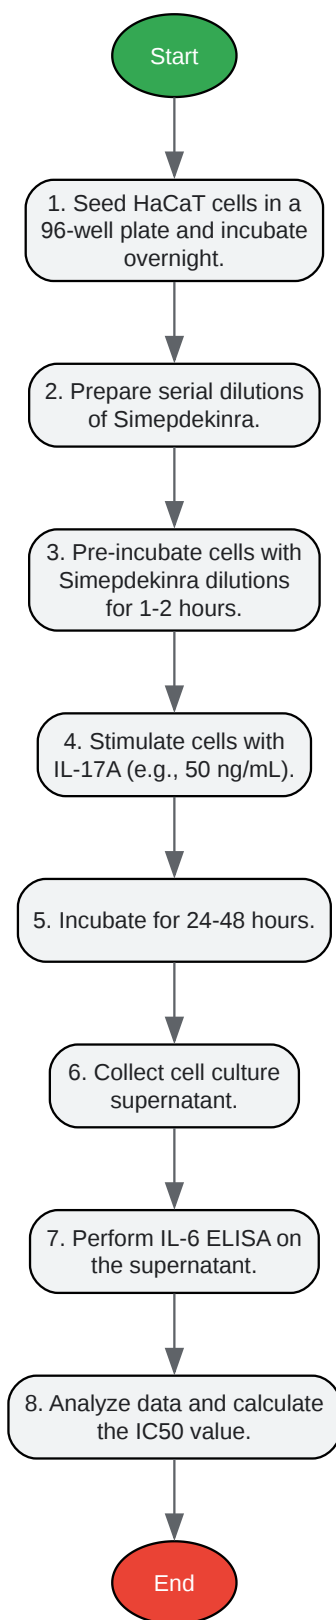 Start
1. Seed HaCaT cells in a
96-well plate and incubate
overnight.
2. Prepare serial dilutions
of Simepdekinra.
3. Pre-incubate cells with
Simepdekinra dilutions
for 1-2 hours.
4. Stimulate cells with
IL-17A (e.g., 50 ng/mL).
5. Incubate for 24-48 hours.
6. Collect cell culture
supernatant.
7. Perform IL-6 ELISA on
the supernatant.
8. Analyze data and calculate
the IC50 value.
End